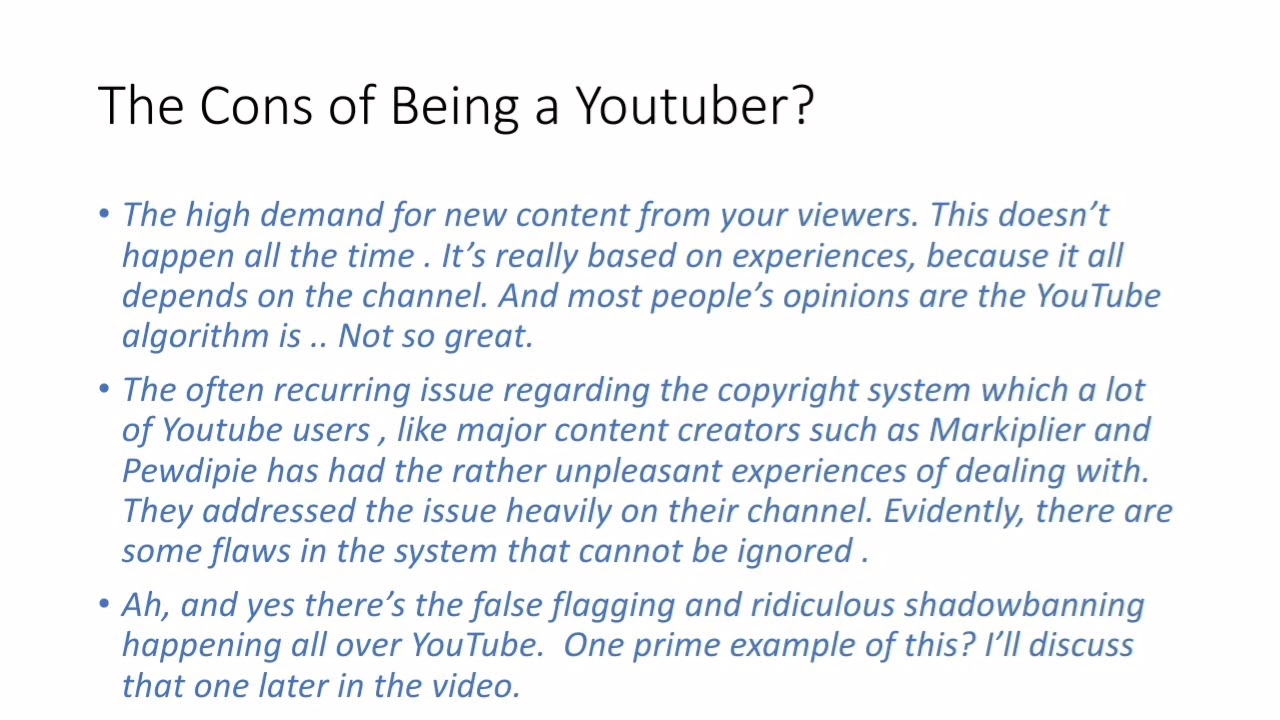 The Cons of Being a Youtuber?
• The high demand for new content from your viewers. This doesn’t
happen all the time . It’s really based on experiences, because it all
depends on the channel. And most people’s opinions are the YouTube
algorithm is .. Not so great.
• The often recurring issue regarding the copyright system which a lot
of Youtube users , like major content creators such as Markiplier and
Pewdipie has had the rather unpleasant experiences of dealing with.
They addressed the issue heavily on their channel. Evidently, there are
some flaws in the system that cannot be ignored .
• Ah, and yes there’s the false flagging and ridiculous shadowbanning
happening all over YouTube.  One prime example of this? I’ll discuss
that one later in the video.